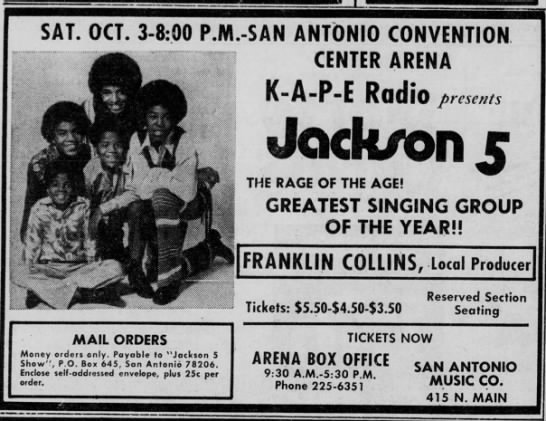 SAT. OCT. 3-8:00 P.M.-SAN ANTONIO CONVENTION
CENTER ARENA
K-A-P-E Radio presents
Jackson 5
THE RAGE OF THE AGE!
GREATEST SINGING GROUP
OF THE YEAR!!
FRANKLIN COLLINS, Local Producer
Tickets: $5.50-$4.50-$3.50
Reserved Section
Seating
MAIL ORDERS
Money orders only. Payable to "Jackson 5
Show", P.O. Box 645, San Antonio 78206.
Enclose self-addressed envelope, plus 25c per
order.
TICKETS NOW
ARENA BOX OFFICE
9:30 A.M.-5:30 P.M.
Phone 225-6351
SAN ANTONIO
MUSIC CO.
415 N. MAIN